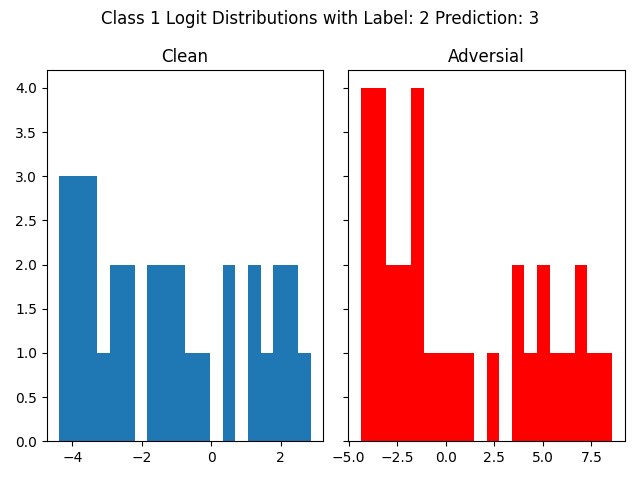 Class 1 Logit Distributions with Label: 2 Prediction: 3
Clean
Adversial
4.0
3.5
3.0
2.5
2.0
1.5
1.0
0.5
0.0
−4 −2 0 2
−5.0 −2.5 0.0 2.5 5.0 7.5